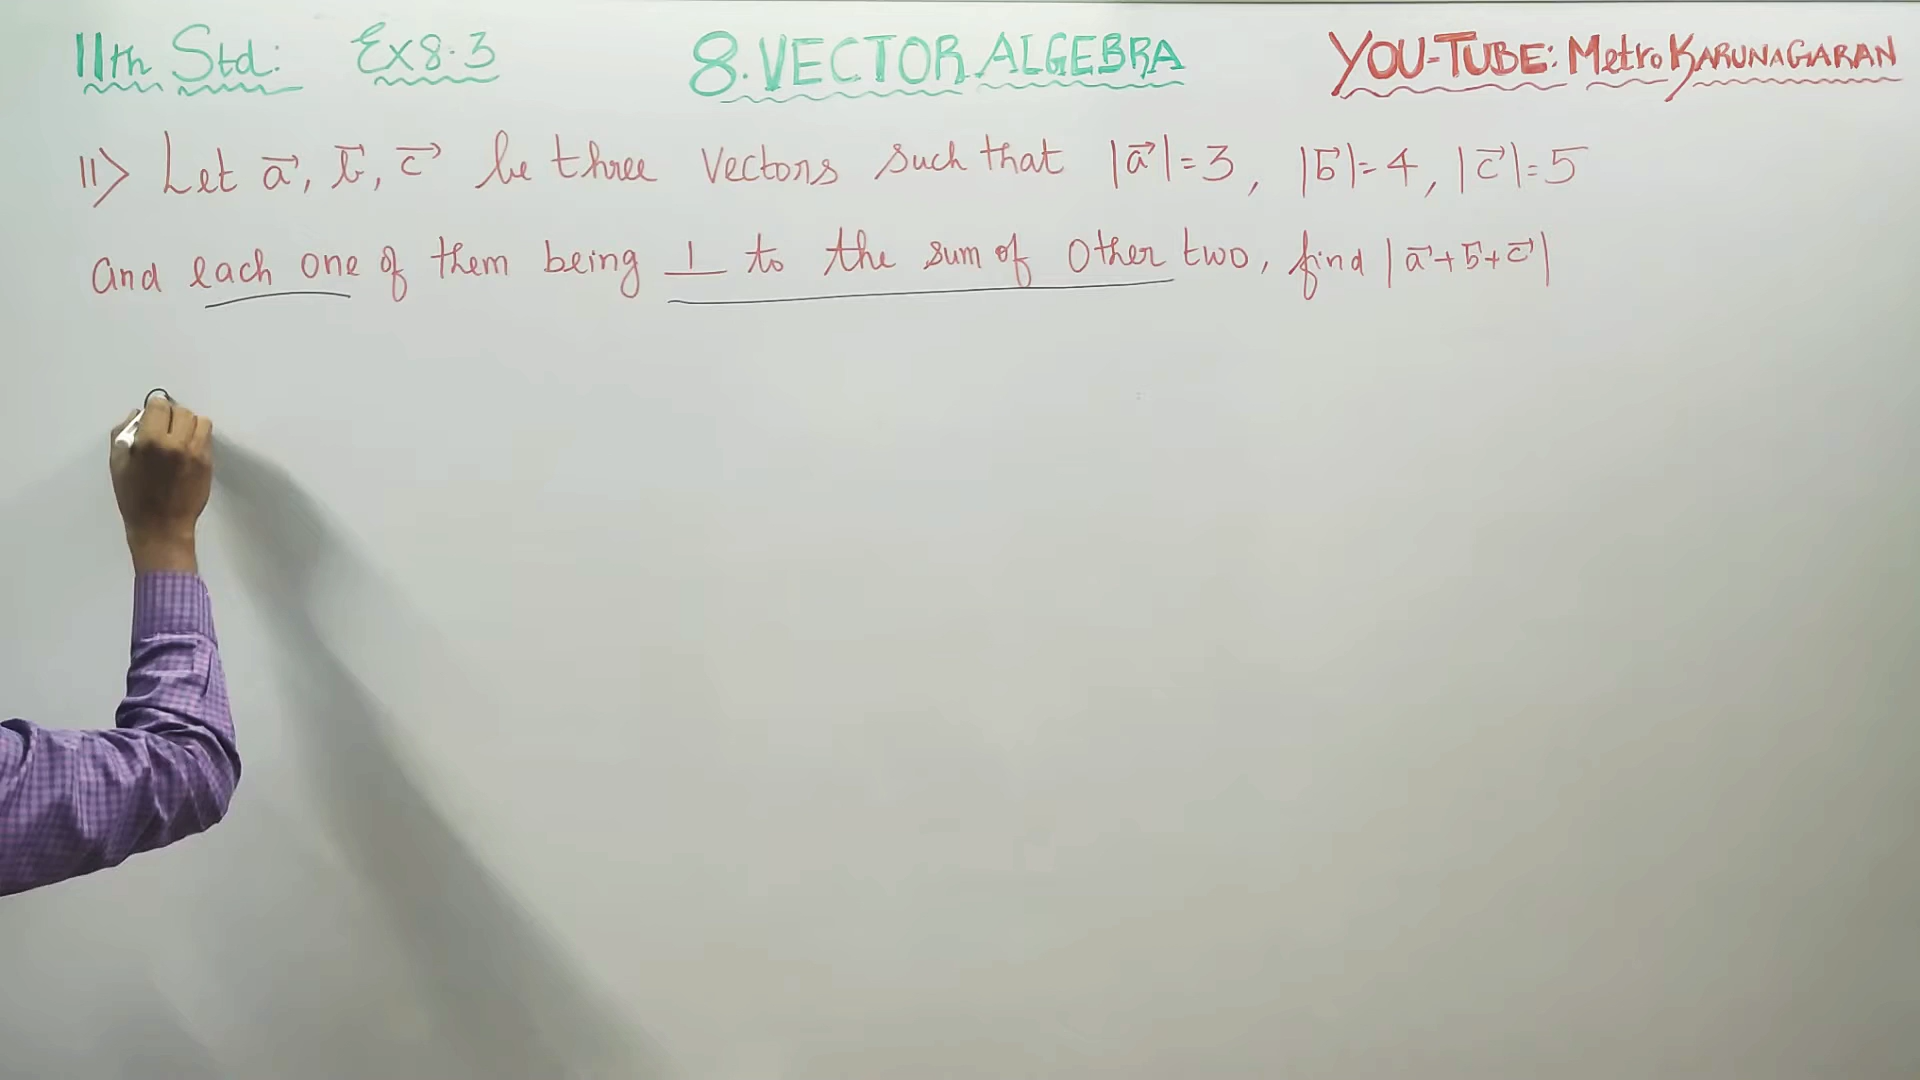 11th Std: Ex 8.3 8. VECTOR ALGEBRA YOU-TUBE: Metro KARUNAGARAN
11> Let a⃗, b⃗, c⃗ be three vectors such that |a⃗|=3, |b⃗|=4, |c⃗|=5
and each one of them being ⊥ to the sum of other two, find |a⃗+b⃗+c⃗|